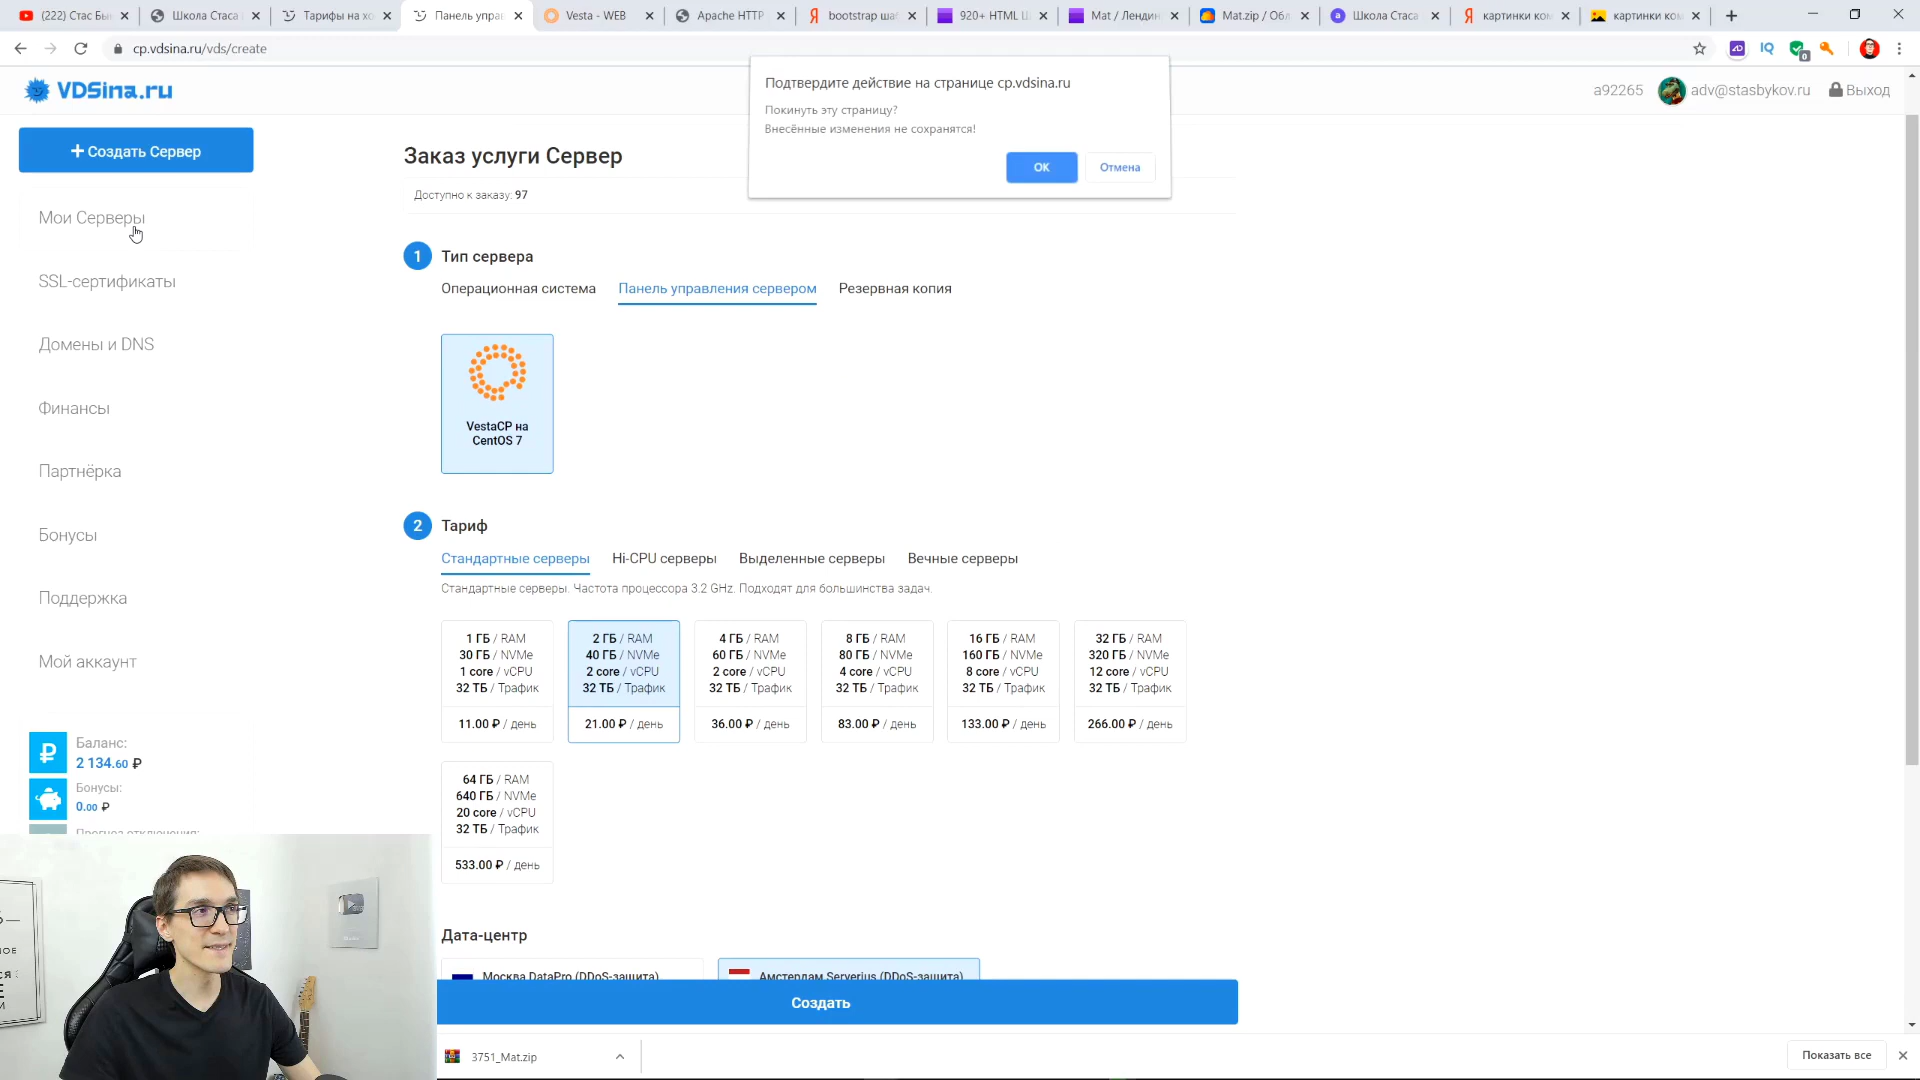 (222) Стас Бы
Школа Стаса
Тарифы на хо
Панель управ
Vesta - WEB
Apache HTTP
bootstrap ша
920+ HTML Ш
Mat / Лендин
Mat.zip / Обл
Школа Стаса
картинки ком
картинки ком
cp.vdsina.ru/vds/create
IQ
VDSina.ru
a92265
adv@stasbykov.ru
Выход
Подтвердите действие на странице cp.vdsina.ru
Покинуть эту страницу?
Внесённые изменения не сохранятся!
ОК
Отмена
+ Создать Сервер
Мои Серверы
SSL-сертификаты
Домены и DNS
Финансы
Партнёрка
Бонусы
Поддержка
Мой аккаунт
Баланс:
2 134.60 ₽
Бонусы:
0.00 ₽
Прогноз отключения:
Заказ услуги Сервер
Доступно к заказу: 97
1 Тип сервера
Операционная система
Панель управления сервером
Резервная копия
VestaCP на
CentOS 7
2 Тариф
Стандартные серверы
Hi-CPU серверы
Выделенные серверы
Вечные серверы
Стандартные серверы. Частота процессора 3.2 GHz. Подходят для большинства задач.
1 ГБ / RAM
30 ГБ / NVMe
1 core / vCPU
32 ТБ / Трафик
11.00 ₽ / день
2 ГБ / RAM
40 ГБ / NVMe
2 core / vCPU
32 ТБ / Трафик
21.00 ₽ / день
4 ГБ / RAM
60 ГБ / NVMe
2 core / vCPU
32 ТБ / Трафик
36.00 ₽ / день
8 ГБ / RAM
80 ГБ / NVMe
4 core / vCPU
32 ТБ / Трафик
83.00 ₽ / день
16 ГБ / RAM
160 ГБ / NVMe
8 core / vCPU
32 ТБ / Трафик
133.00 ₽ / день
32 ГБ / RAM
320 ГБ / NVMe
12 core / vCPU
32 ТБ / Трафик
266.00 ₽ / день
64 ГБ / RAM
640 ГБ / NVMe
20 core / vCPU
32 ТБ / Трафик
533.00 ₽ / день
Дата-центр
Москва DataPro (DDoS-защита)
Амстердам Serverius (DDoS-защита)
Создать
3751_Mat.zip
Показать все